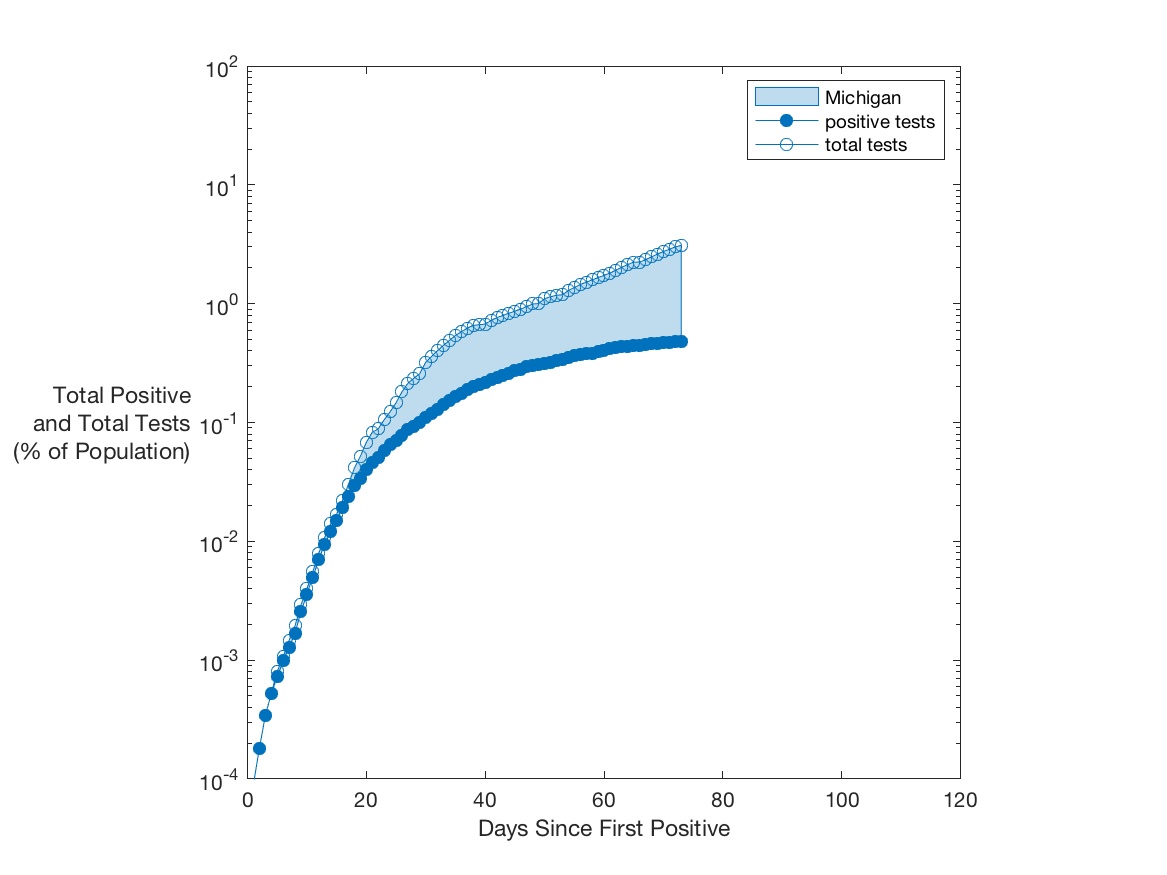 10^2
10^1
10^0
10^-1
10^-2
10^-3
10^-4
Total Positive
and Total Tests
(% of Population)
Michigan
positive tests
total tests
0 20 40 60 80 100 120
Days Since First Positive